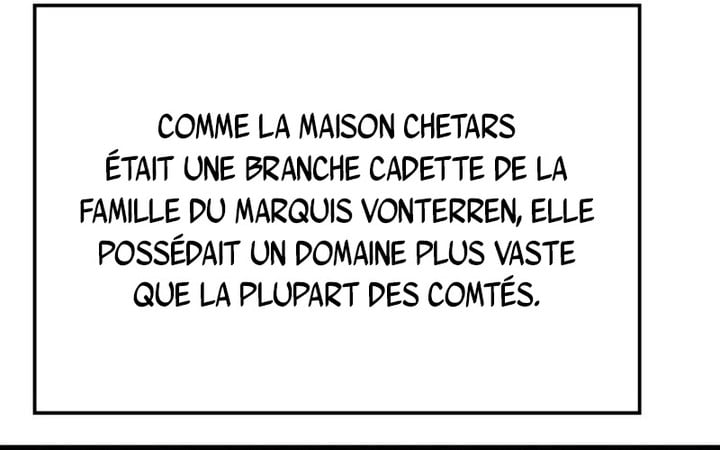 COMME LA MAISON CHETARS
ÉTAIT UNE BRANCHE CADETTE DE LA
FAMILLE DU MARQUIS VONTERREN, ELLE
POSSÉDAIT UN DOMAINE PLUS VASTE
QUE LA PLUPART DES COMTÉS.